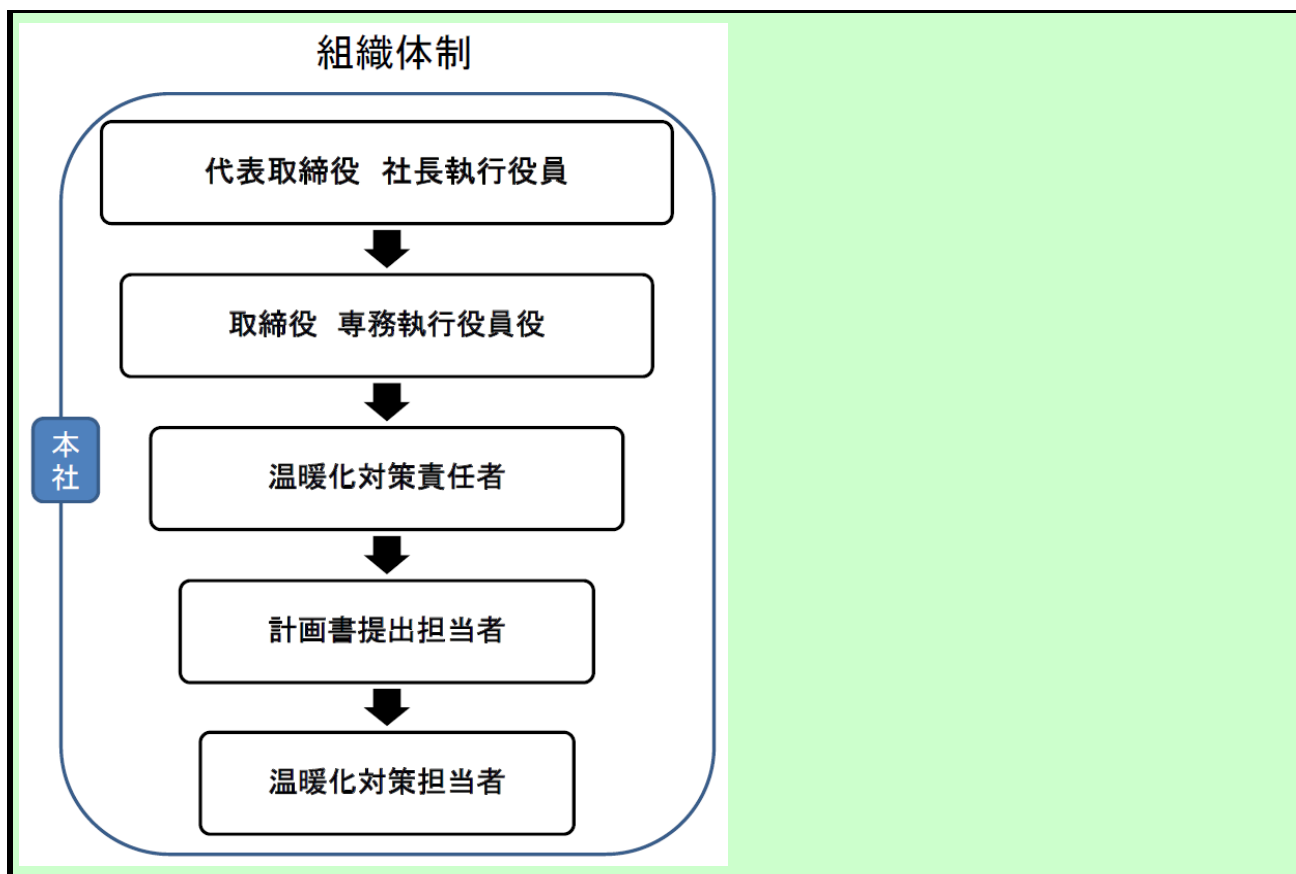 組織体制
代表取締役 社長執行役員
取締役 専務執行役員役
本
社
温暖化対策責任者
計画書提出担当者
温暖化対策担当者